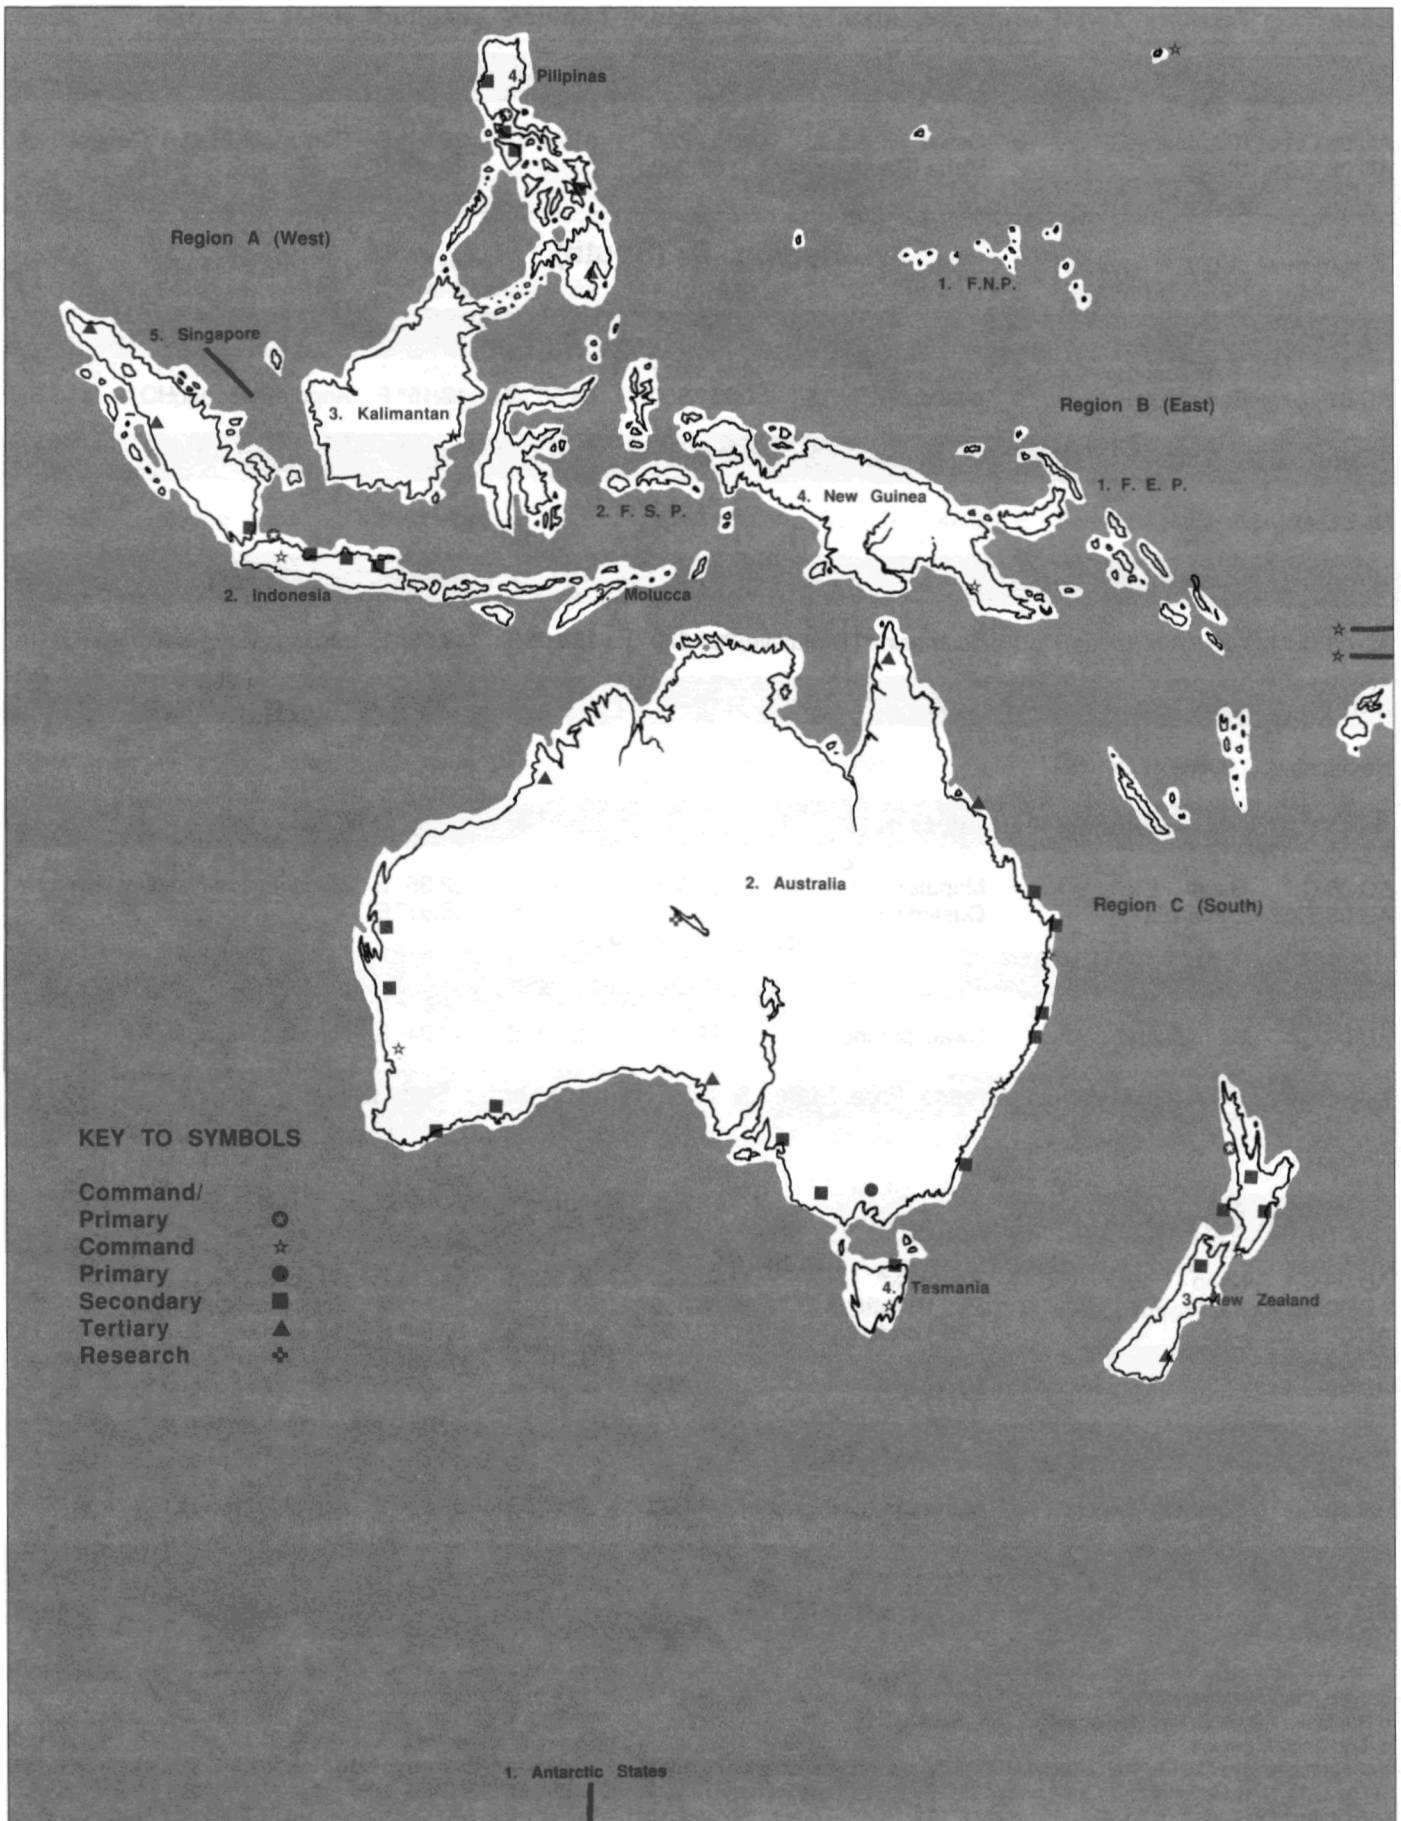 4. Pilipinas
Region A (West)
1. F.N.P.
5. Singapore
Region B (East)
3. Kalimantan
1. F. E. P.
4. New Guinea
2. F. S. P.
2. Indonesia
3. Molucca
2. Australia
Region C (South)
KEY TO SYMBOLS
Command/
Primary
Command
Primary
Secondary
Tertiary
Research
4. Tasmania
3. New Zealand
1. Antarctic States